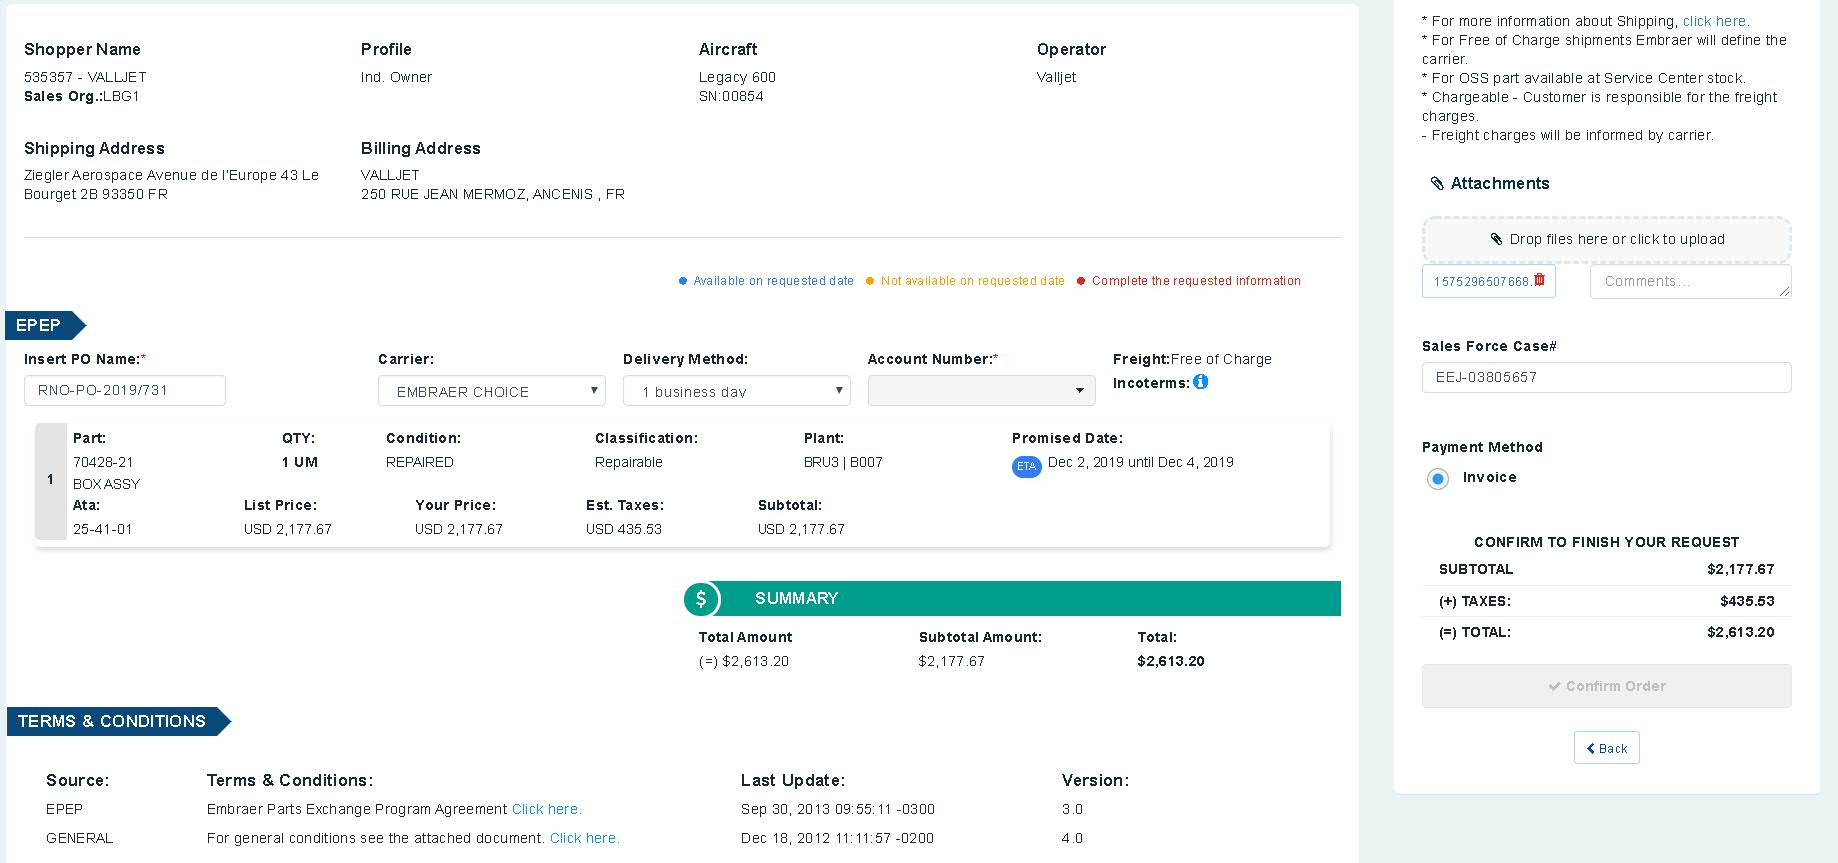 Shopper Name Profile Aircraft Operator
535357 - VALLJET Ind. Owner Legacy 600 Valljet
Sales Org.:LBG1 SN:00854
Shipping Address Billing Address
Ziegler Aerospace Avenue de l'Europe 43 Le VALLJET
Bourget 2B 93350 FR 250 RUE JEAN MERMOZ, ANCENIS , FR
Available on requested date Not available on requested date Complete the requested information
EPEP
Insert PO Name:* Carrier: Delivery Method: Account Number:* Freight:Free of Charge
RNO-PO-2019/731 EMBRAER CHOICE 1 business day Incoterms:
1
Part: QTY: Condition: Classification: Plant: Promised Date:
70428-21 1 UM REPAIRED Repairable BRU3 | B007 ETA Dec 2, 2019 until Dec 4, 2019
BOX ASSY
Ata: List Price: Your Price: Est. Taxes: Subtotal:
25-41-01 USD 2,177.67 USD 2,177.67 USD 435.53 USD 2,177.67
$ SUMMARY
Total Amount Subtotal Amount: Total:
(=) $2,613.20 $2,177.67 $2,613.20
TERMS & CONDITIONS
Source: Terms & Conditions: Last Update: Version:
EPEP Embraer Parts Exchange Program Agreement Click here. Sep 30, 2013 09:55:11 -0300 3.0
GENERAL For general conditions see the attached document. Click here. Dec 18, 2012 11:11:57 -0200 4.0
* For more information about Shipping, click here.
* For Free of Charge shipments Embraer will define the
carrier.
* For OSS part available at Service Center stock.
* Chargeable - Customer is responsible for the freight
charges.
- Freight charges will be informed by carrier.
Attachments
Drop files here or click to upload
1575296507668. Comments...
Sales Force Case#
EEJ-03805657
Payment Method
Invoice
CONFIRM TO FINISH YOUR REQUEST
SUBTOTAL $2,177.67
(+) TAXES: $435.53
(=) TOTAL: $2,613.20
Confirm Order
Back